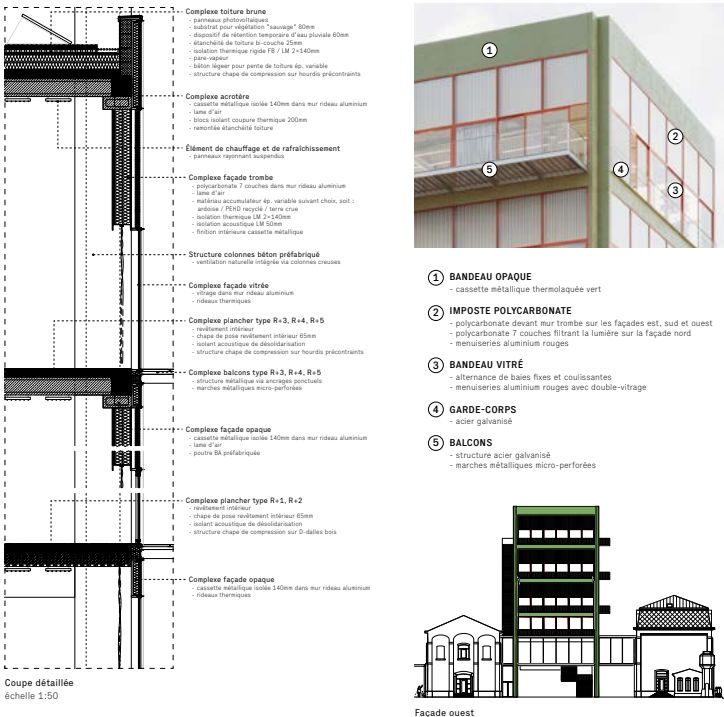 Complexe toiture brune
- panneaux photovoltaïques
- substrat pour végétation "sauvage" 80mm
- dispositif de rétention temporaire d'eau pluviale 60mm
- étanchéité de toiture bi-couche 25mm
- isolation thermique rigide FB / LM 2×140mm
- pare-vapeur
- béton légeer pour pente de toiture ép. variable
- structure chape de compression sur hourdis précontraints
Complexe acrotère
- cassette métallique isolée 140mm dans mur rideau aluminium
- lame d'air
- blocs isolant coupure thermique 200mm
- remontée étanchéité toiture
Élément de chauffage et de rafraîchissement
- panneaux rayonnant suspendus
Complexe façade trombe
- polycarbonate 7 couches dans mur rideau aluminium
- lame d'air
- matériau accumulateur ép. variable suivant choix, soit :
ardoise / PEHD recyclé / terre crue
- isolation thermique LM 2×140mm
- isolation acoustique LM 50mm
- finition intérieure cassette métallique
Structure colonnes béton préfabriqué
- ventilation naturelle intégrée via colonnes creuses
Complexe façade vitrée
- vitrage dans mur rideau aluminium
- rideaux thermiques
Complexe plancher type R+3, R+4, R+5
- revêtement intérieur
- chape de pose revêtement intérieur 65mm
- isolant acoustique de désolidarisation
- structure chape de compression sur hourdis précontraints
Complexe balcons type R+3, R+4, R+5
- structure métallique via ancrages ponctuels
- marches métalliques micro-perforées
Complexe façade opaque
- cassette métallique isolée 140mm dans mur rideau aluminium
- lame d'air
- poutre BA préfabriquée
Complexe plancher type R+1, R+2
- revêtement intérieur
- chape de pose revêtement intérieur 65mm
- isolant acoustique de désolidarisation
- structure chape de compression sur D-dalles bois
Complexe façade opaque
- cassette métallique isolée 140mm dans mur rideau aluminium
- rideaux thermiques
Coupe détaillée
échelle 1:50
1
2
3
4
5
1 BANDEAU OPAQUE
- cassette métallique thermolaquée vert
2 IMPOSTE POLYCARBONATE
- polycarbonate devant mur trombe sur les façades est, sud et ouest
- polycarbonate 7 couches filtrant la lumière sur la façade nord
- menuiseries aluminium rouges
3 BANDEAU VITRÉ
- alternance de baies fixes et coulissantes
- menuiseries aluminium rouges avec double-vitrage
4 GARDE-CORPS
- acier galvanisé
5 BALCONS
- structure acier galvanisé
- marches métalliques micro-perforées
Façade ouest